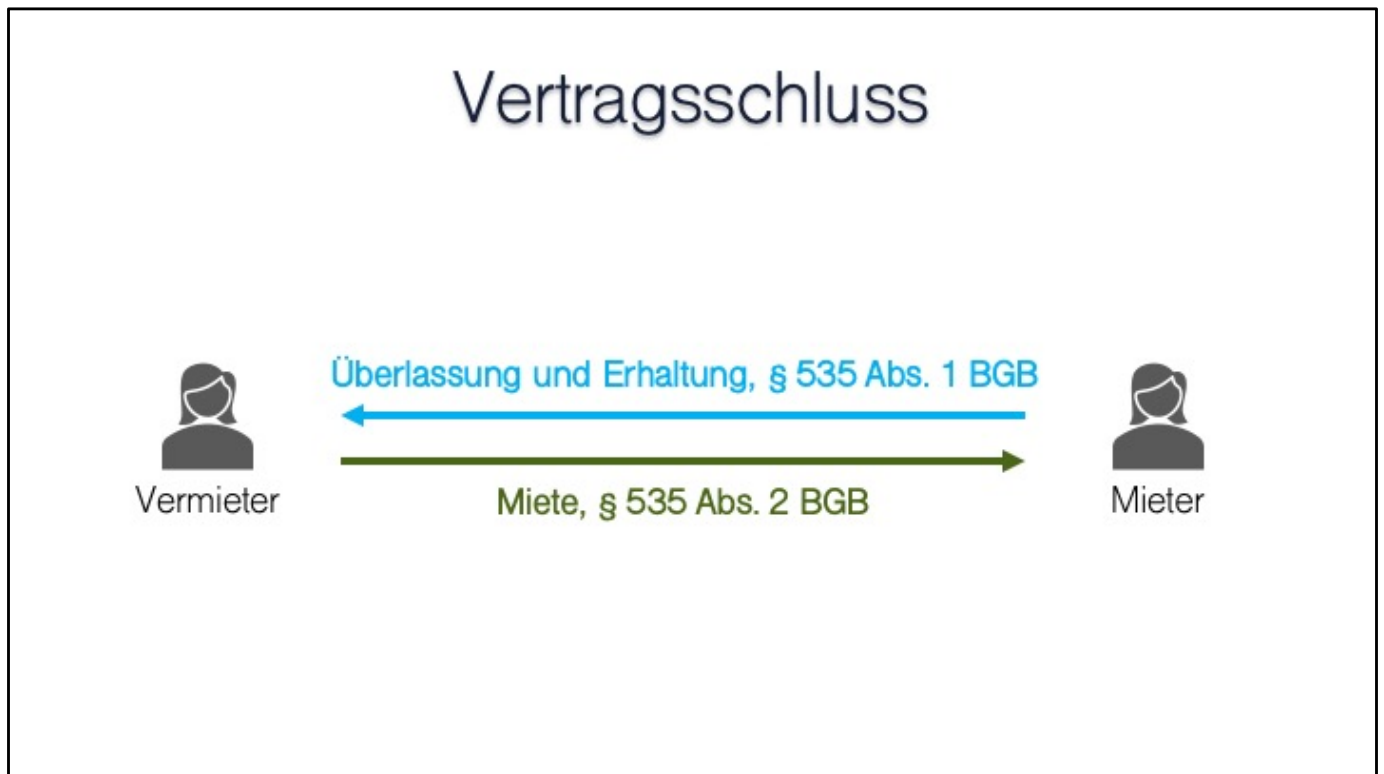 Vertragsschluss
Überlassung und Erhaltung, § 535 Abs. 1 BGB
Vermieter
Miete, § 535 Abs. 2 BGB
Mieter